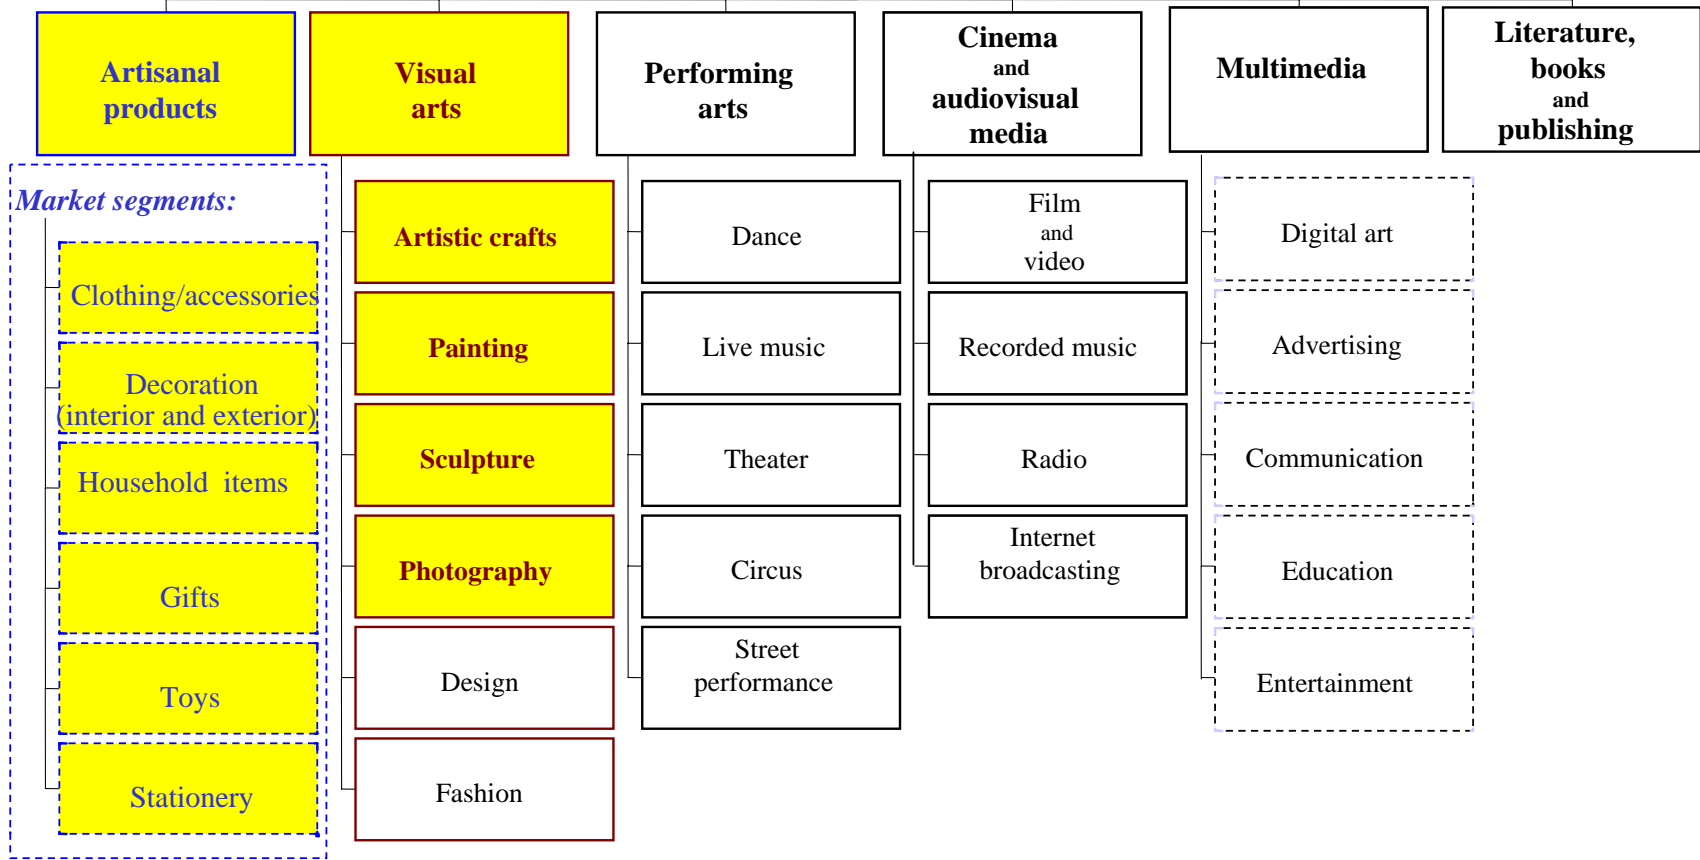 Artisanal
products
Visual
arts
Performing
arts
Cinema
and
audiovisual
media
Multimedia
Literature,
books
and
publishing
Market segments:
Clothing/accessories
Decoration
(interior and exterior)
Household items
Gifts
Toys
Stationery
Artistic crafts
Painting
Sculpture
Photography
Design
Fashion
Dance
Live music
Theater
Circus
Street
performance
Film
and
video
Recorded music
Radio
Internet
broadcasting
Digital art
Advertising
Communication
Education
Entertainment